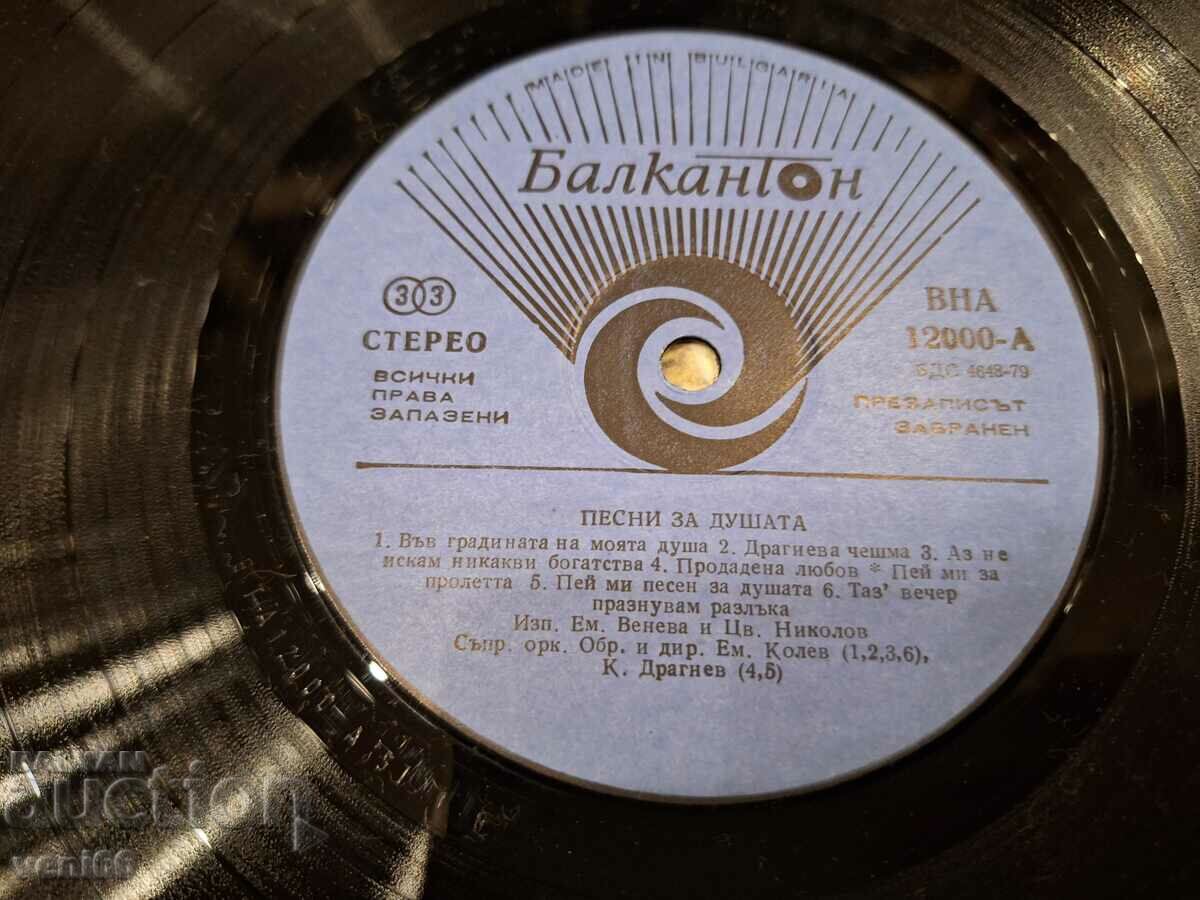 MADE IN BULGARIA
Балкантон
33
СТЕРЕО
ВСИЧКИ
ПРАВА
ЗАПАЗЕНИ
ВНА
12000-А
БДС 4648-79
ПРЕЗАПИСЪТ
ЗАБРАНЕН
ПЕСНИ ЗА ДУШАТА
1. Във градината на моята душа 2. Драгиева чешма 3. Аз не
искам никакви богатства 4. Продадена любов * Пей ми за
пролетта 5. Пей ми песен за душата 6. Таз' вечер
празнувам разлъка
Изп. Ем. Венева и Цв. Николов
Съпр. орк. Обр. и дир. Ем. Колев (1,2,3,6),
К. Драгнев (4,5)
BALKAN
auction
veni66